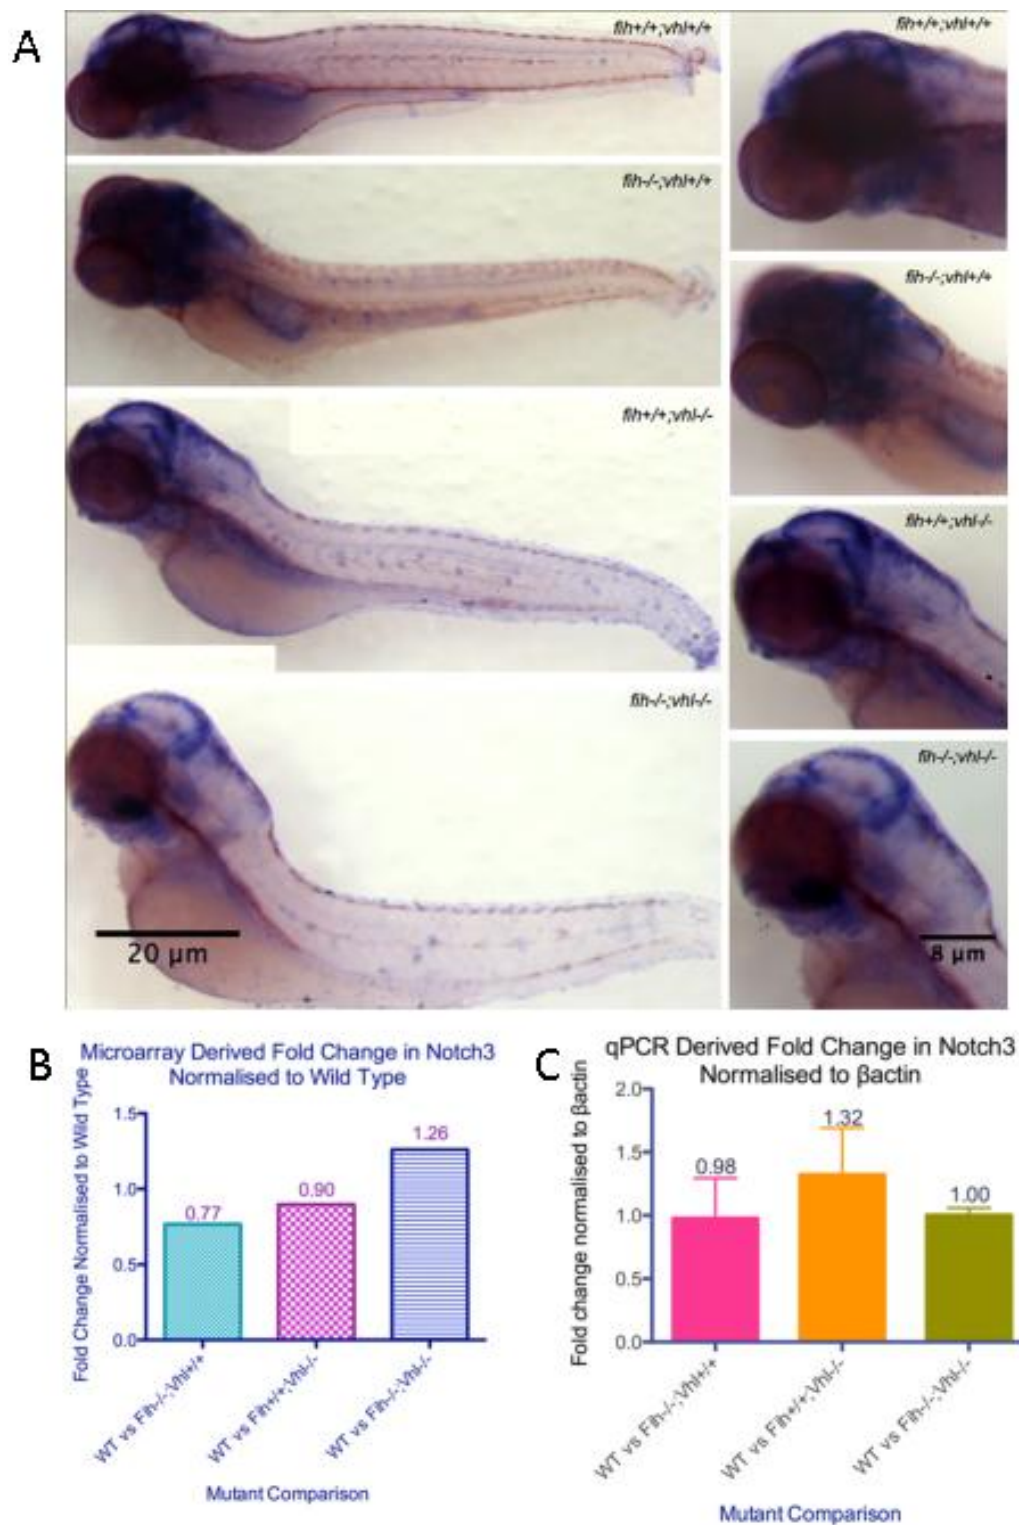 A
fih+/+;vhl+/+
fih-/-;vhl+/+
fih+/+;vhl-/-
fih-/-;vhl-/-
20 µm
fih+/+;vhl+/+
fih-/-;vhl+/+
fih+/+;vhl-/-
fih-/-;vhl-/-
8 µm
B
Microarray Derived Fold Change in Notch3
Normalised to Wild Type
Fold Change Normalised to Wild Type
1.5
1.0
0.5
0.0
0.77
0.90
1.26
WT vs Fih-/-;Vhl+/+
WT vs Fih+/+;Vhl-/-
WT vs Fih-/-;Vhl-/-
Mutant Comparison
C
qPCR Derived Fold Change in Notch3
Normalised to βactin
Fold change normalised to βactin
2.0
1.5
1.0
0.5
0.0
0.98
1.32
1.00
WT vs Fih-/-;Vhl+/+
WT vs Fih+/+;Vhl-/-
WT vs Fih-/-;Vhl-/-
Mutant Comparison